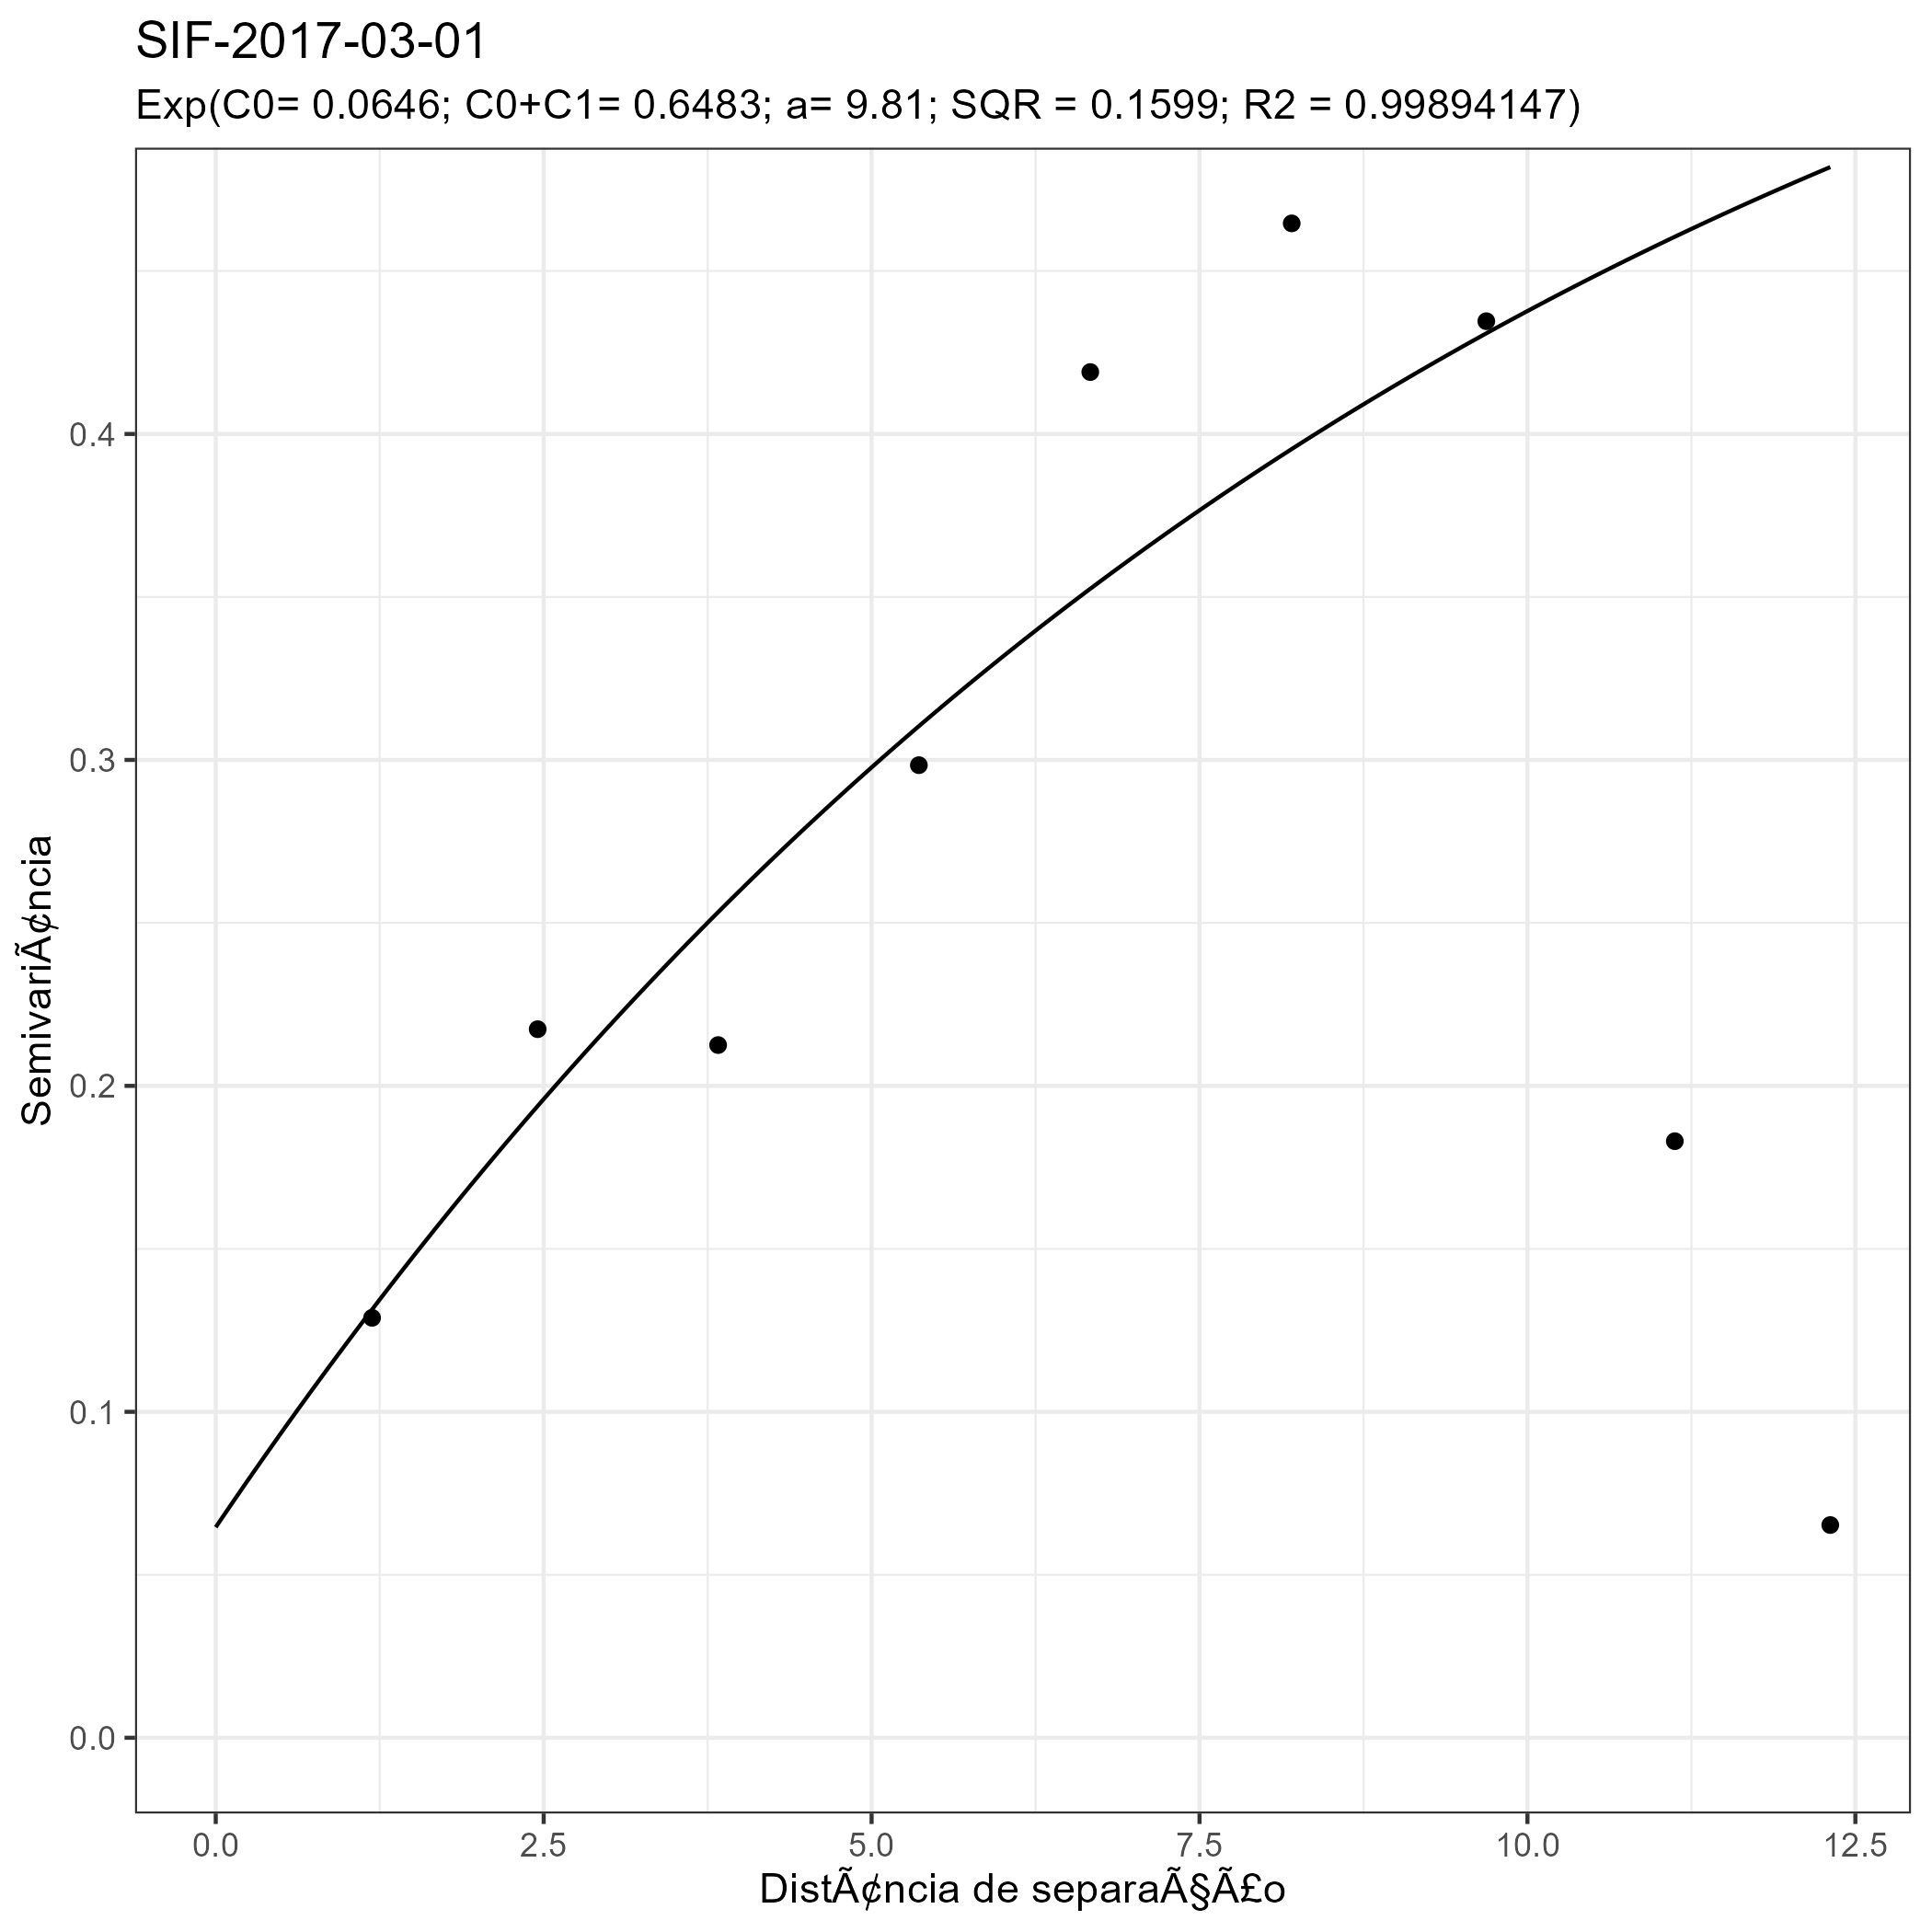 SIF-2017-03-01
Exp(C0= 0.0646; C0+C1= 0.6483; a= 9.81; SQR = 0.1599; R2 = 0.99894147)
SemivariÃ¢ncia
0.4
0.3
0.2
0.1
0.0
0.0 2.5 5.0 7.5 10.0 12.5
DistÃ¢ncia de separaÃ§Ã£o